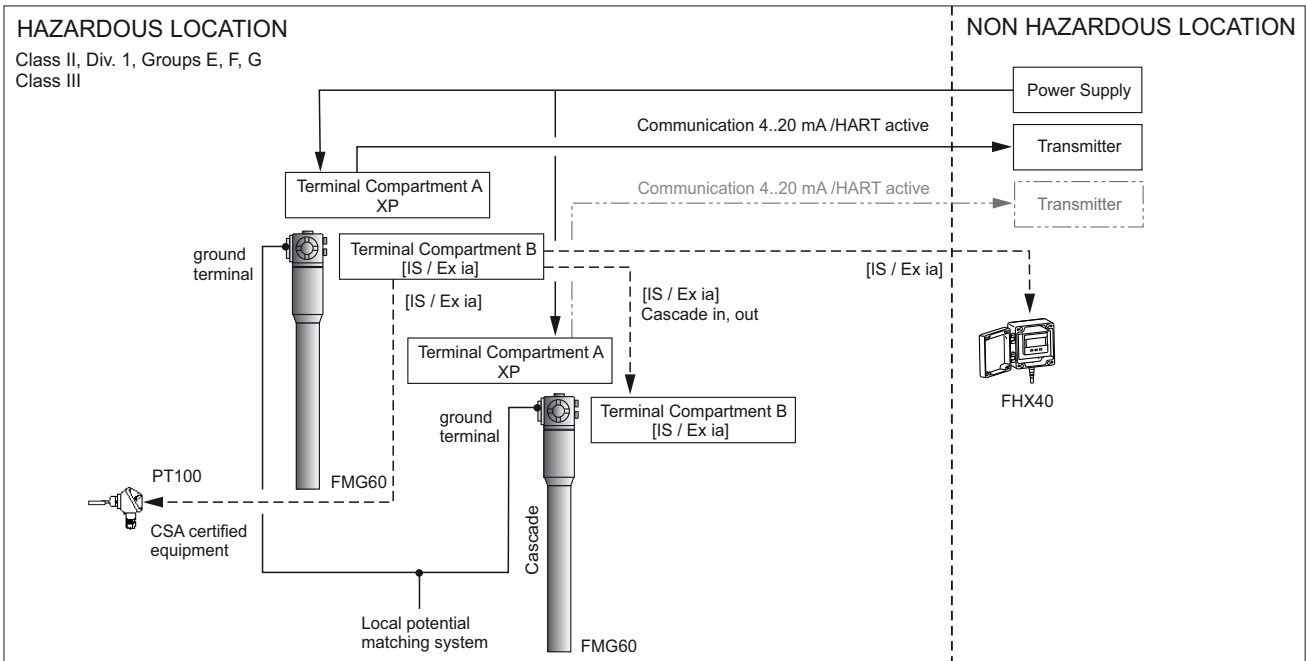 HAZARDOUS LOCATION
Class II, Div. 1, Groups E, F, G
Class III
NON HAZARDOUS LOCATION
Power Supply
Communication 4..20 mA /HART active
Transmitter
Terminal Compartment A
XP
Communication 4..20 mA /HART active
Transmitter
ground
terminal
Terminal Compartment B
[IS / Ex ia]
[IS / Ex ia]
[IS / Ex ia]
[IS / Ex ia]
Cascade in, out
Terminal Compartment A
XP
FHX40
ground
terminal
Terminal Compartment B
[IS / Ex ia]
PT100
FMG60
CSA certified
equipment
Cascade
Local potential
matching system
FMG60